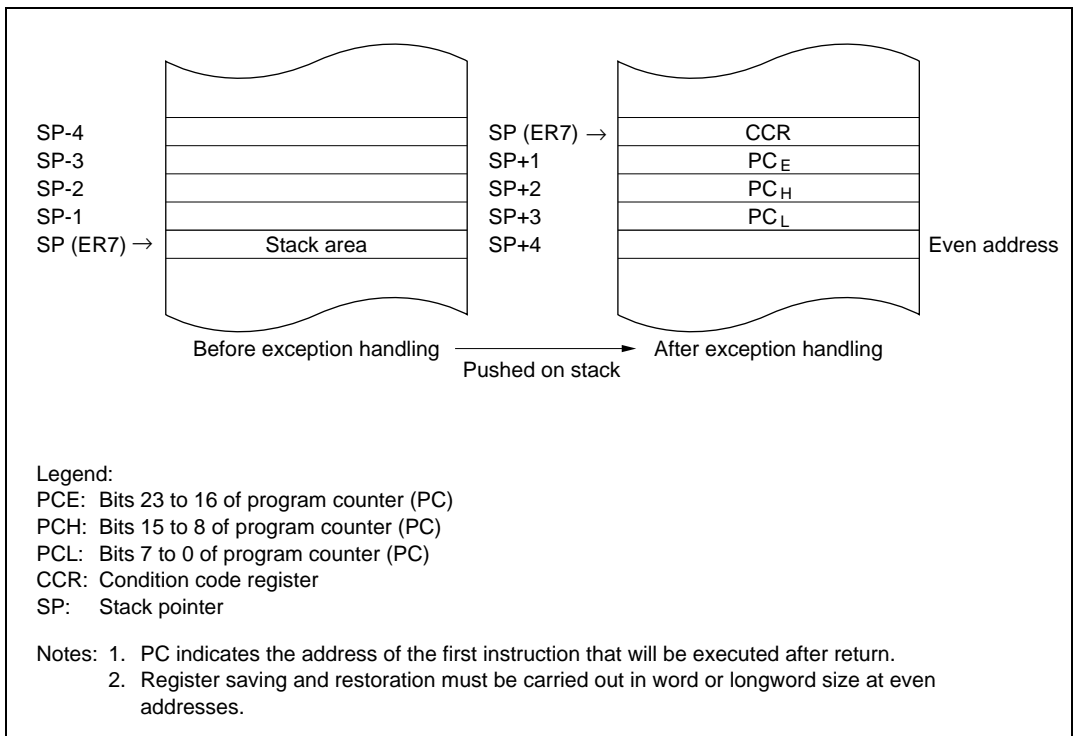 SP-4 SP (ER7) → CCR
SP-3 SP+1 PC E
SP-2 SP+2 PC H
SP-1 SP+3 PC L
SP (ER7) → Stack area SP+4 Even address
Before exception handling After exception handling
Pushed on stack
Legend:
PCE: Bits 23 to 16 of program counter (PC)
PCH: Bits 15 to 8 of program counter (PC)
PCL: Bits 7 to 0 of program counter (PC)
CCR: Condition code register
SP: Stack pointer
Notes: 1. PC indicates the address of the first instruction that will be executed after return.
2. Register saving and restoration must be carried out in word or longword size at even
addresses.